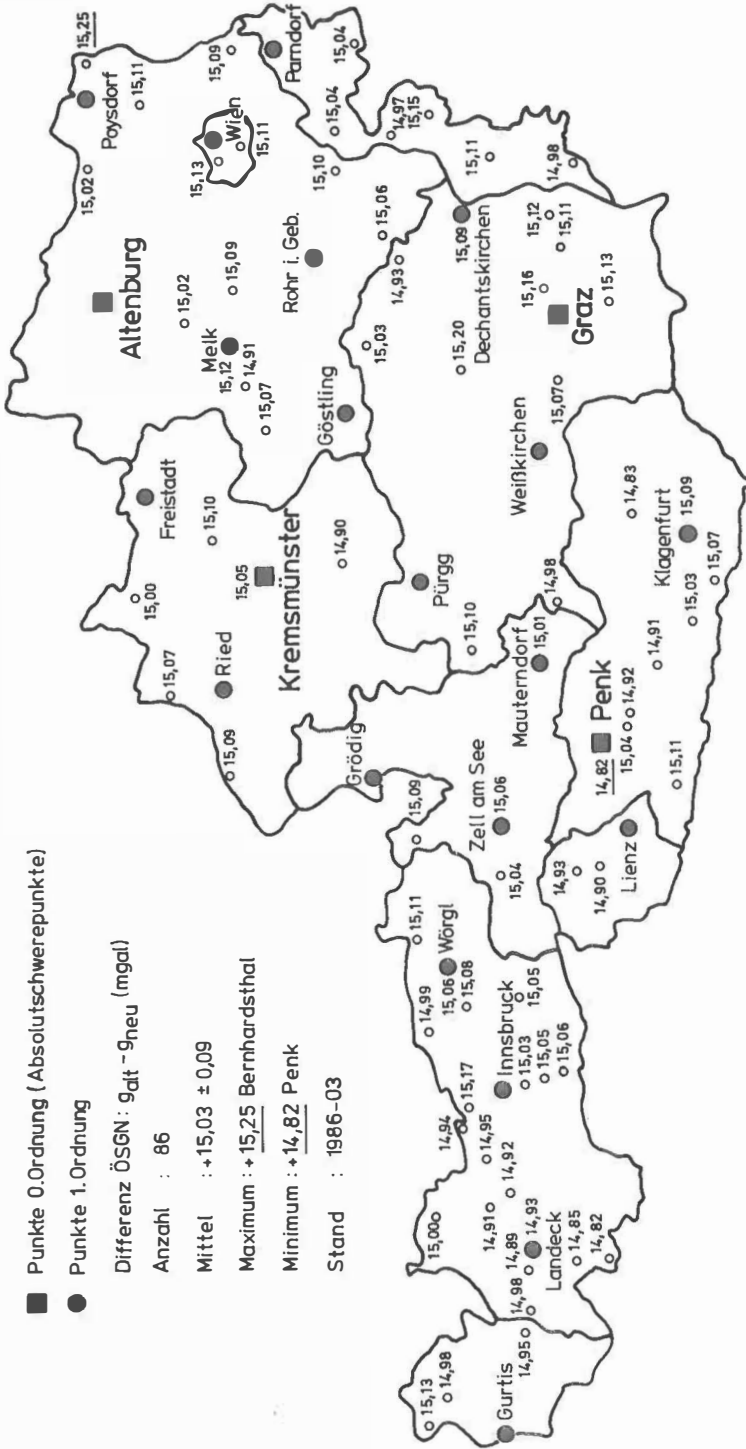 ■ Punkte 0.Ordnung (Absolutschwerepunkte)
● Punkte 1.Ordnung
Differenz ÖSGN : galt - gneu (mgal)
Anzahl : 86
Mittel : +15,03 ± 0,09
Maximum : +15,25 Bernhardsthal
Minimum : +14,82 Penk
Stand : 1986-03
15,13
14,98
Gurtis
14,95
14,98
15,00
14,91
14,89
14,93
Landeck
14,85
14,82
14,92
14,95
14,94
15,17
Innsbruck
15,03
15,05
15,06
15,05
14,99
15,11
Wörgl
15,06
15,08
15,09
Grödig
Zell am See
15,06
15,04
14,93
14,90
Lienz
Mauterndorf
15,01
14,98
14,82
Penk
15,04
14,92
14,91
15,11
15,03
15,07
Klagenfurt
15,09
14,83
15,09
15,07
Ried
15,00
Freistadt
15,10
15,05
Kremsmünster
14,90
Pürgg
15,10
Weißkirchen
15,07
15,20
15,03
14,93
Dechantskirchen
15,09
15,16
Graz
15,13
15,12
15,11
Göstling
15,07
14,91
15,12
Melk
15,02
15,09
Altenburg
Rohr i. Geb.
15,06
15,10
15,02
Poysdorf
15,25
15,11
15,13
Wien
15,11
15,09
Parndorf
15,04
15,04
14,97
15,15
15,11
14,98